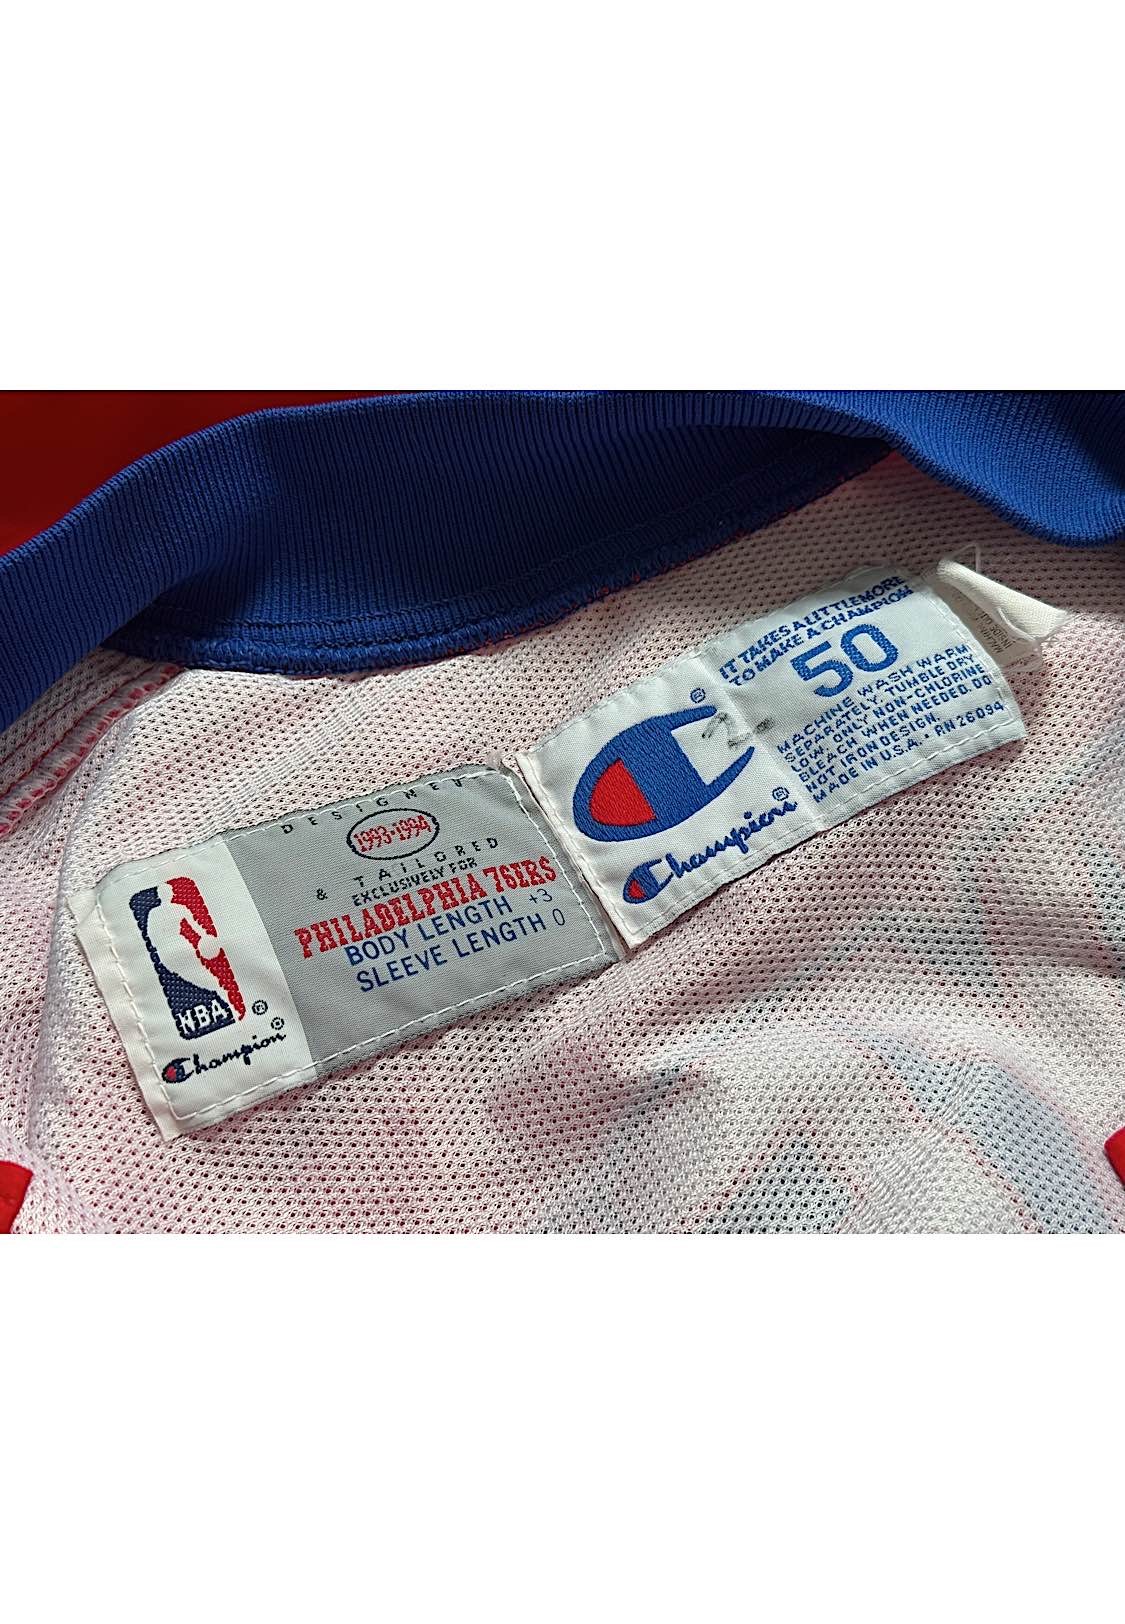 DESIGNED
1993-1994
& TAILORED
EXCLUSIVELY FOR
PHILADELPHIA 76ERS
BODY LENGTH +3
SLEEVE LENGTH 0
NBA ®
Champion ®
IT TAKES A LITTLE MORE
TO MAKE A CHAMPION
®
50
MACHINE WASH WARM
SEPARATELY. TUMBLE DRY
LOW. ONLY NON-CHLORINE
BLEACH WHEN NEEDED. DO
NOT IRON DESIGN.
MADE IN U.S.A. • RN 26094
Champion ®